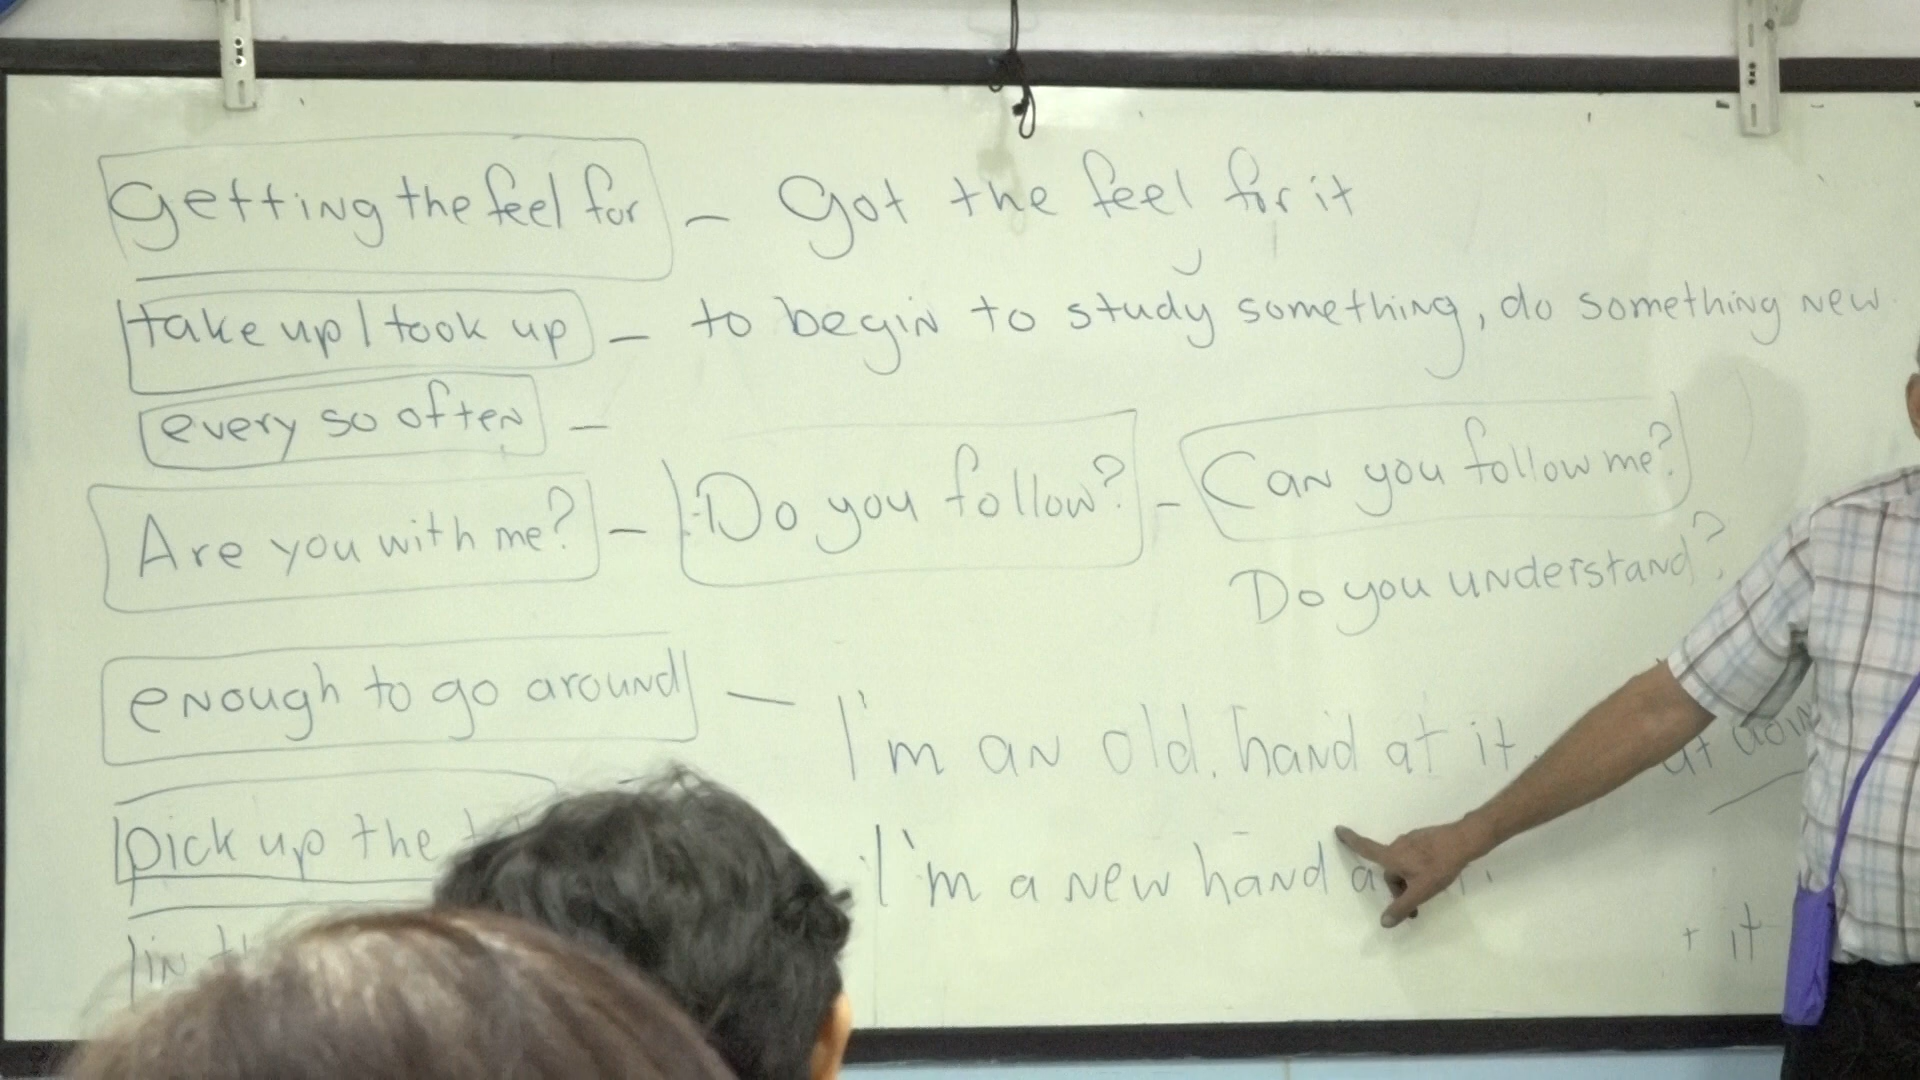 Getting the feel for - Got the feel for it
take up / took up - to begin to study something, do something new
every so often -
Are you with me? - Do you follow? - Can you follow me?
Do you understand?
enough to go around -
I'm an old hand at it
pick up the
I'm a new hand
in
it